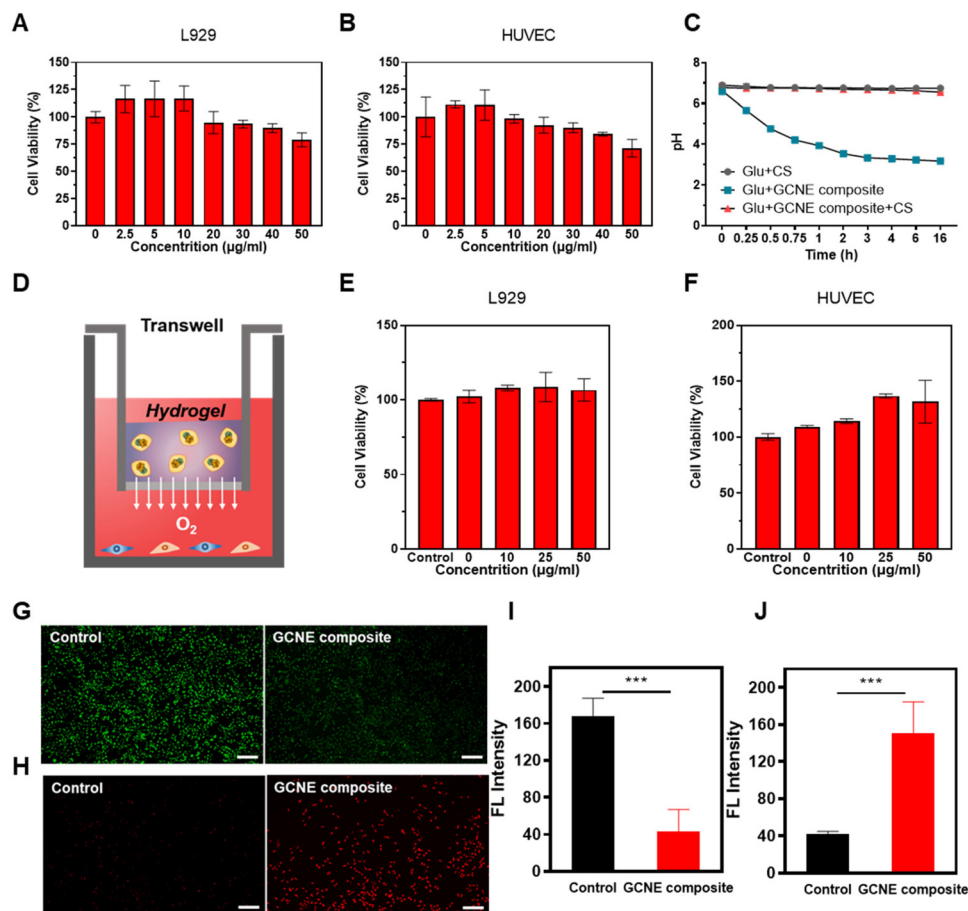 A
L929
Cell Viability (%)
150
125
100
75
50
25
0
0 2.5 5 10 20 30 40 50
Concentrition (μg/ml)
B
HUVEC
Cell Viability (%)
150
125
100
75
50
25
0
0 2.5 5 10 20 30 40 50
Concentrition (μg/ml)
C
pH
8
6
4
2
0
Glu+CS
Glu+GCNE composite
Glu+GCNE composite+CS
0 0.25 0.5 0.75 1 2 3 4 6 16
Time (h)
D
Transwell
Hydrogel
O2
E
L929
Cell Viability (%)
150
100
50
0
Control 0 10 25 50
Concentrition (μg/ml)
F
HUVEC
Cell Viability (%)
200
150
100
50
0
Control 0 10 25 50
Concentrition (μg/ml)
G
Control
GCNE composite
H
Control
GCNE composite
I
FL Intensity
200
160
120
80
40
0
***
Control GCNE composite
J
FL Intensity
200
160
120
80
40
0
***
Control GCNE composite